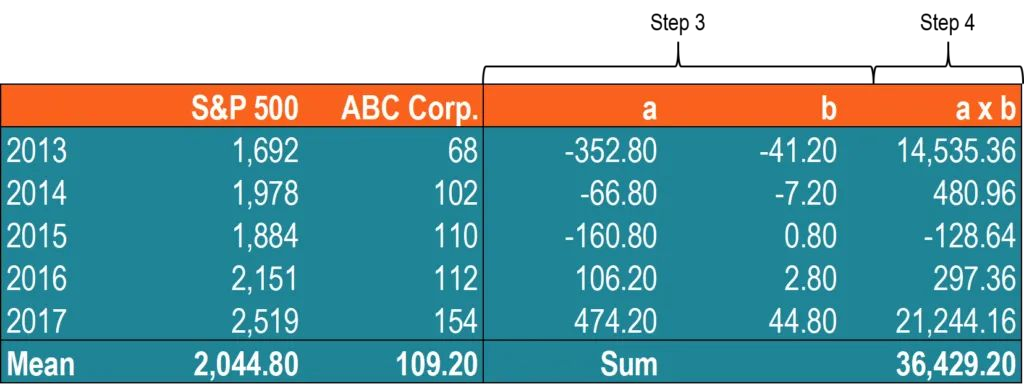 Step 3 Step 4
S&P 500 ABC Corp. a b a x b
2013 1,692 68 -352.80 -41.20 14,535.36
2014 1,978 102 -66.80 -7.20 480.96
2015 1,884 110 -160.80 0.80 -128.64
2016 2,151 112 106.20 2.80 297.36
2017 2,519 154 474.20 44.80 21,244.16
Mean 2,044.80 109.20 Sum 36,429.20